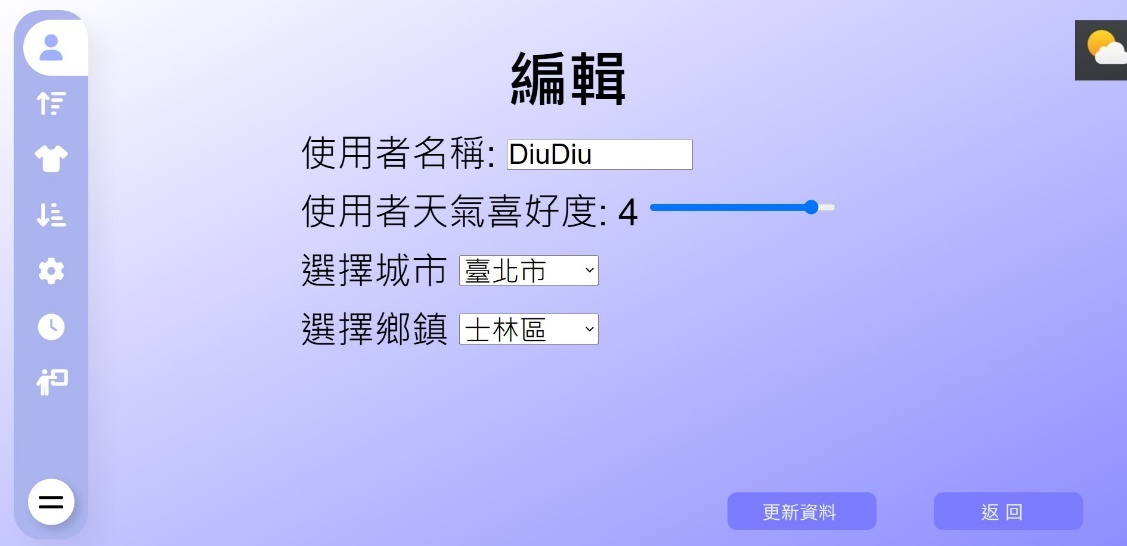 編輯
使用者名稱: DiuDiu
使用者天氣喜好度: 4
選擇城市 臺北市
選擇鄉鎮 士林區
更新資料 返 回